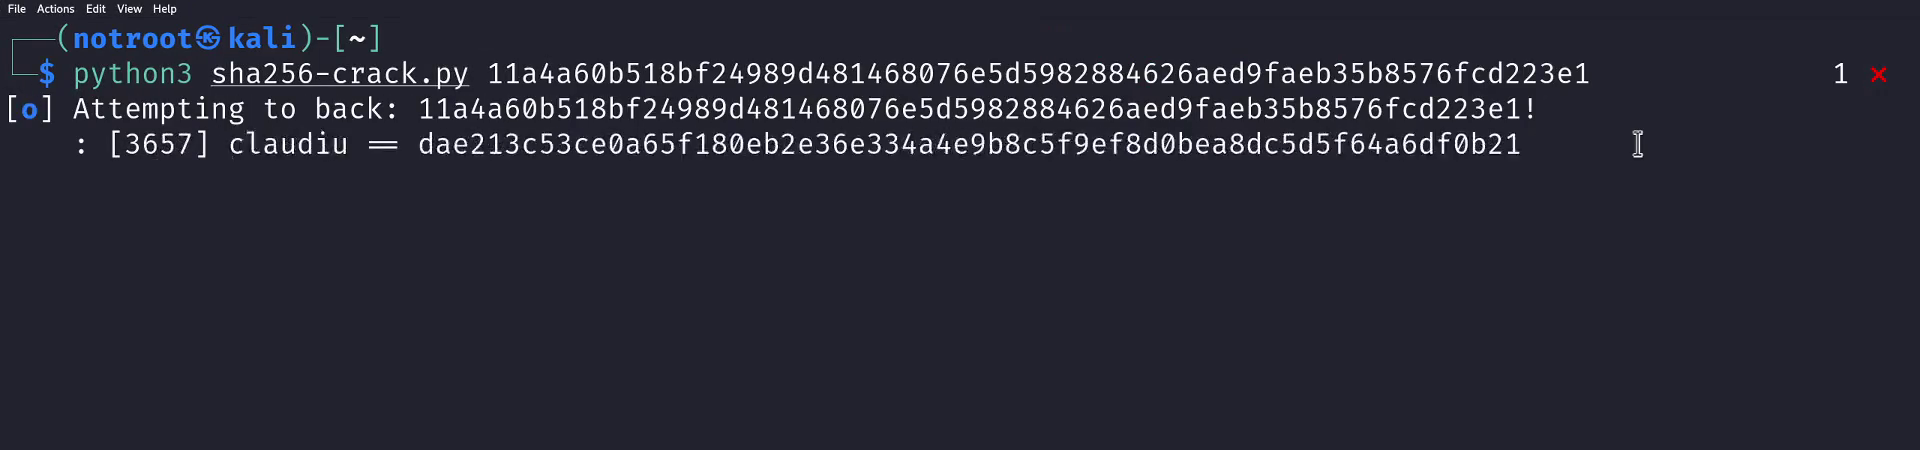 File Actions Edit View Help
(notroot㉿kali)-[~]
$ python3 sha256-crack.py 11a4a60b518bf24989d481468076e5d5982884626aed9faeb35b8576fcd223e1 1 ⨯
[o] Attempting to back: 11a4a60b518bf24989d481468076e5d5982884626aed9faeb35b8576fcd223e1!
: [3657] claudiu == dae213c53ce0a65f180eb2e36e334a4e9b8c5f9ef8d0bea8dc5d5f64a6df0b21